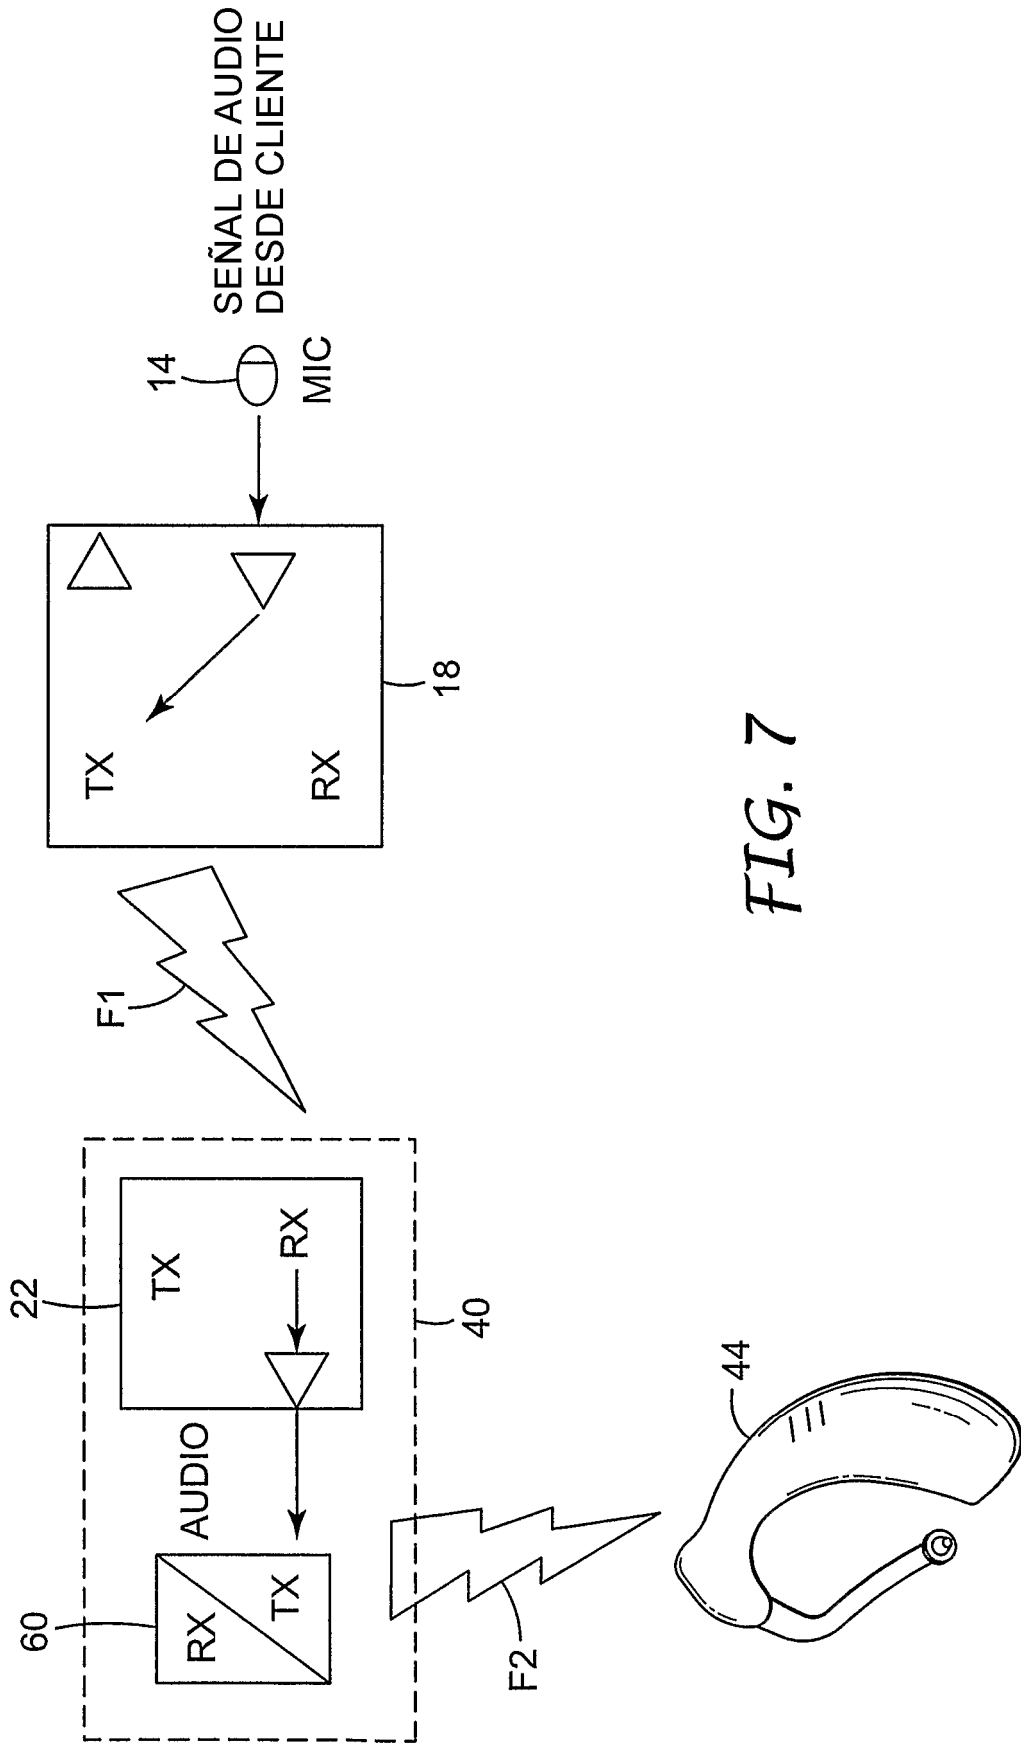 SEÑAL DE AUDIO
DESDE CLIENTE
14
MIC
TX
RX
18
F1
22
TX
RX
40
AUDIO
60
RX
TX
F2
44
FIG. 7